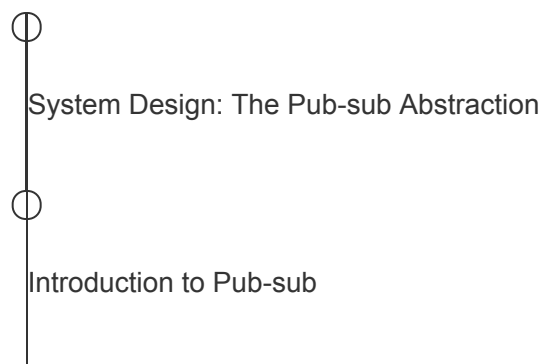 System Design: The Pub-sub Abstraction
Introduction to Pub-sub